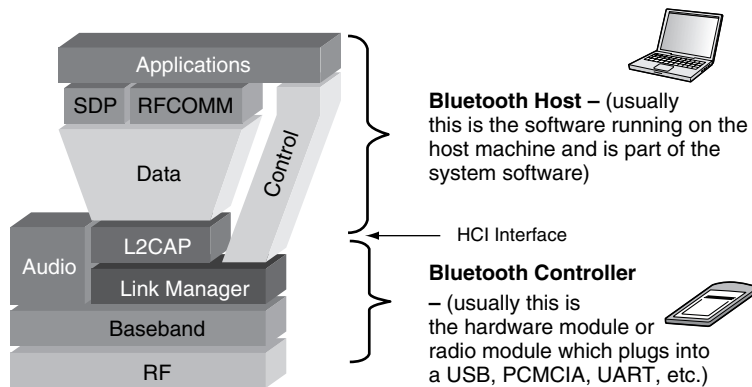 Applications
SDP RFCOMM
Data
Control
L2CAP
Audio
Link Manager
Baseband
RF
Bluetooth Host – (usually
this is the software running on the
host machine and is part of the
system software)
HCI Interface
Bluetooth Controller
– (usually this is
the hardware module or
radio module which plugs into
a USB, PCMCIA, UART, etc.)